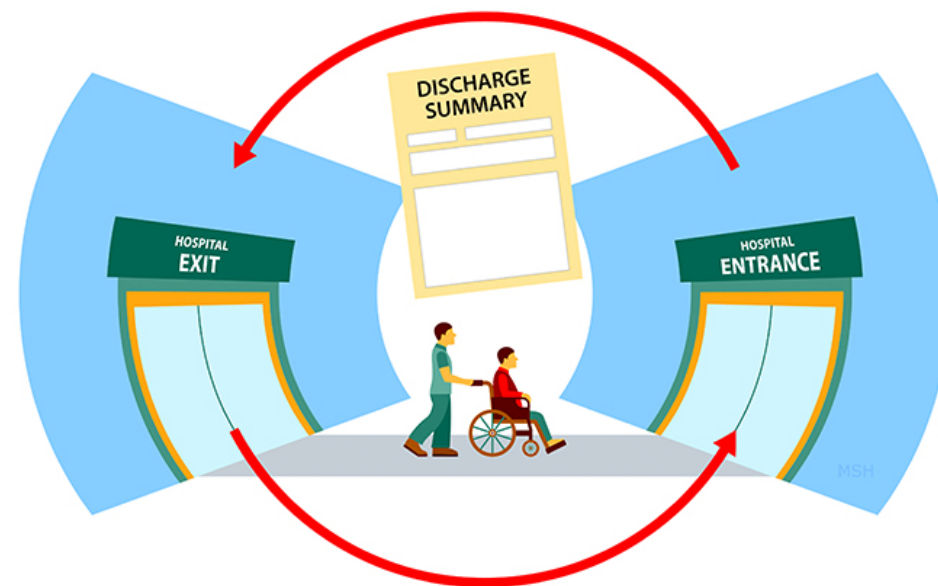 DISCHARGE
SUMMARY
HOSPITAL
EXIT
HOSPITAL
ENTRANCE
MSH